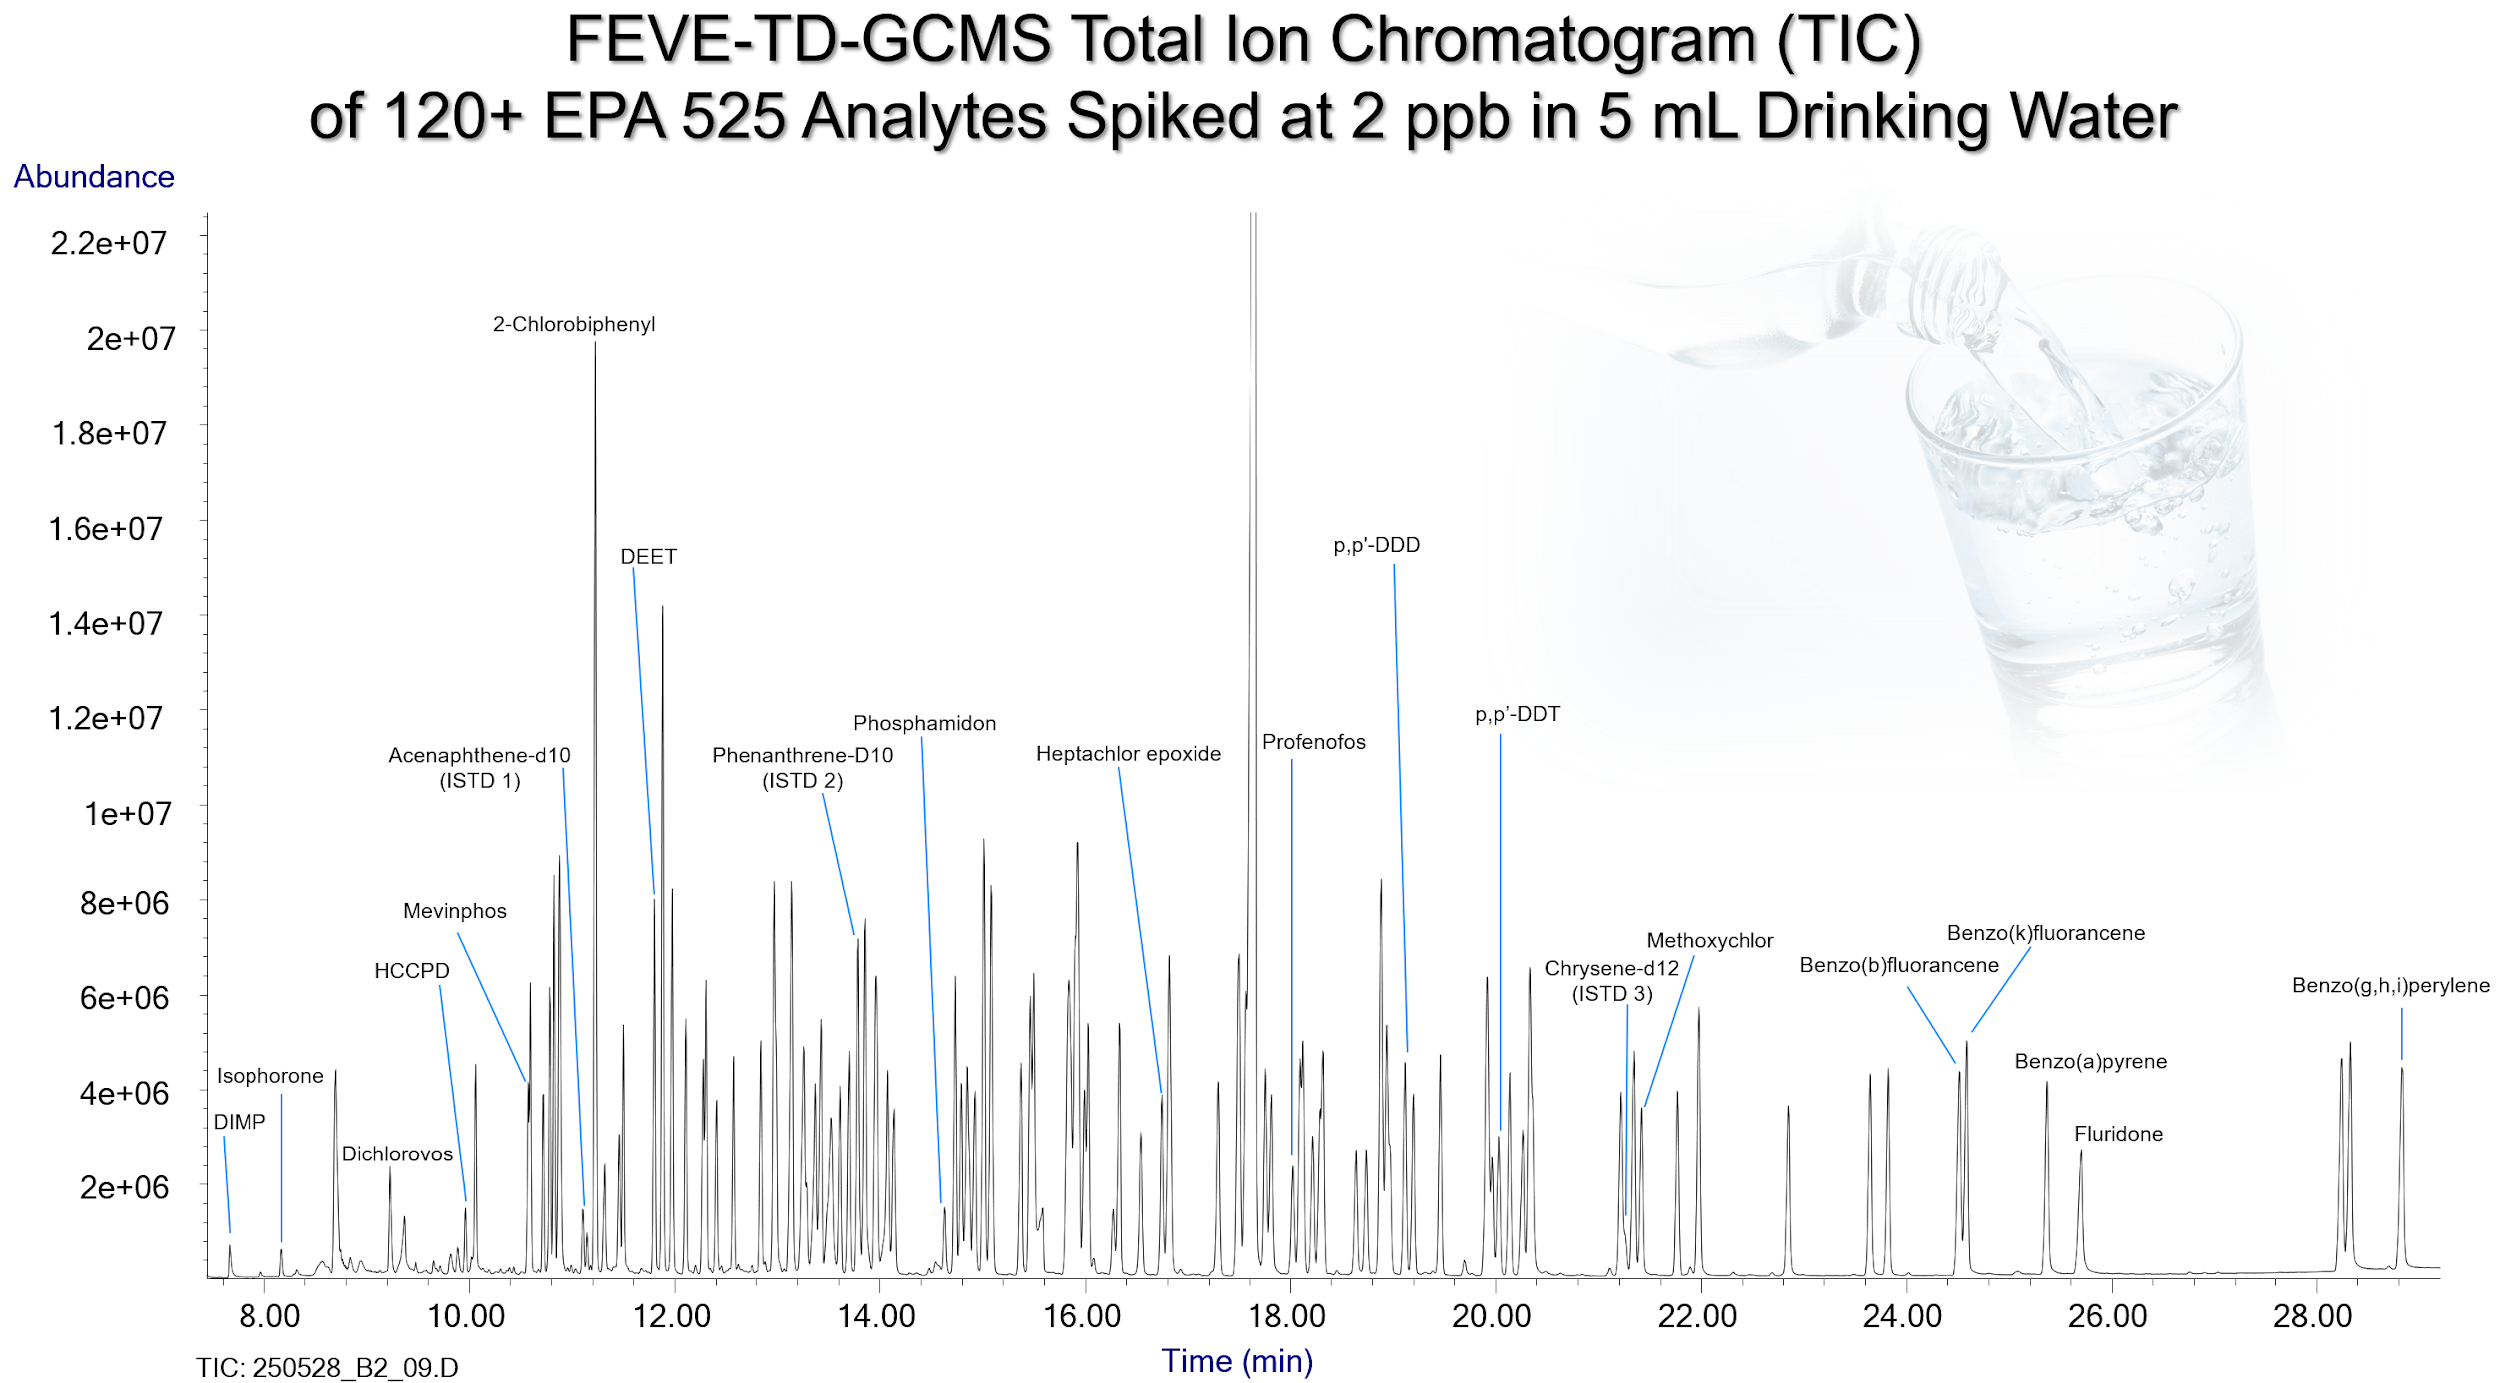 FEVE-TD-GCMS Total Ion Chromatogram (TIC)
of 120+ EPA 525 Analytes Spiked at 2 ppb in 5 mL Drinking Water
Abundance
2.2e+07
2e+07
1.8e+07
1.6e+07
1.4e+07
1.2e+07
1e+07
8e+06
6e+06
4e+06
2e+06
DIMP
Isophorone
Dichlorovos
HCCPD
Mevinphos
Acenaphthene-d10
(ISTD 1)
2-Chlorobiphenyl
DEET
Phenanthrene-D10
(ISTD 2)
Phosphamidon
Heptachlor epoxide
Profenofos
p,p'-DDD
p,p’-DDT
Chrysene-d12
(ISTD 3)
Methoxychlor
Benzo(b)fluorancene
Benzo(k)fluorancene
Benzo(a)pyrene
Fluridone
Benzo(g,h,i)perylene
8.00 10.00 12.00 14.00 16.00 18.00 20.00 22.00 24.00 26.00 28.00
Time (min)
TIC: 250528_B2_09.D